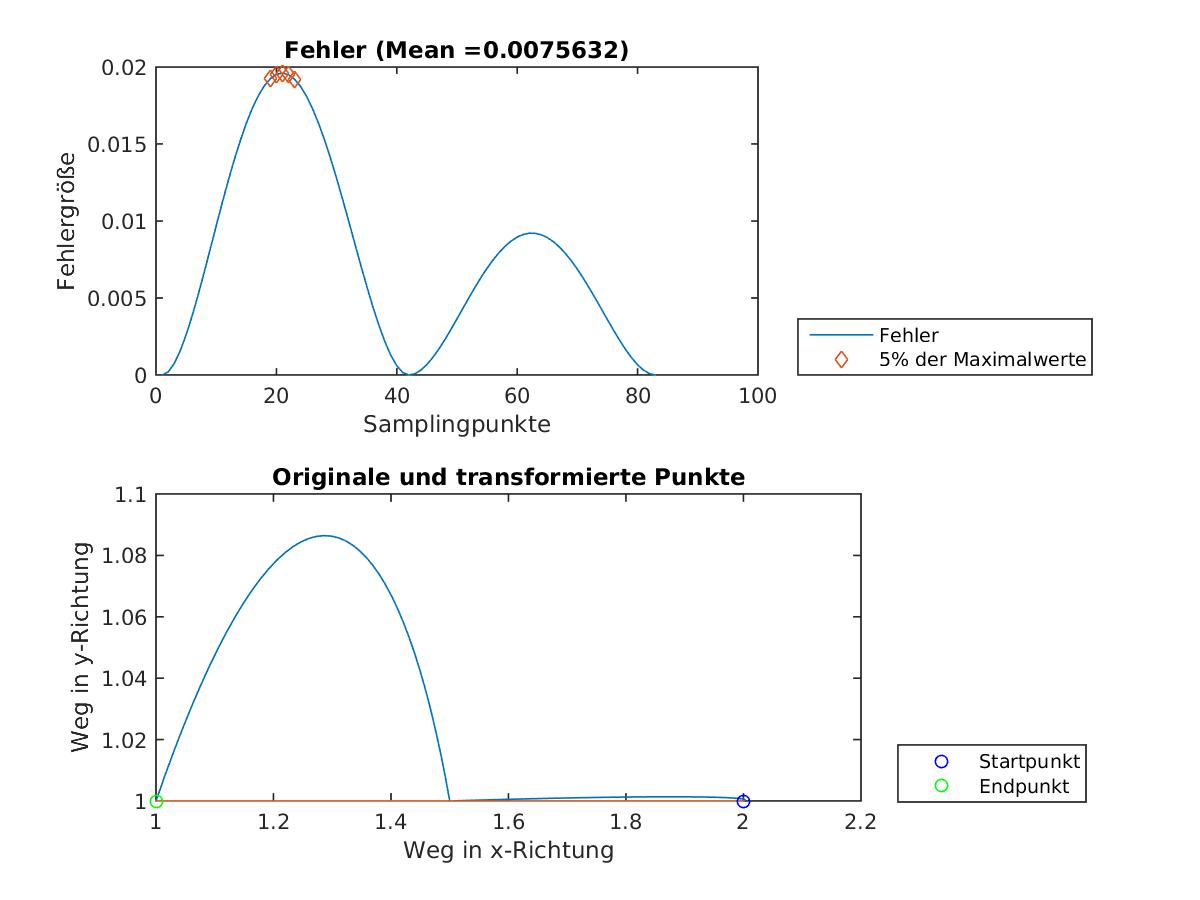 Fehler (Mean =0.0075632)
0.02
0.015
0.01
0.005
0
Fehlergröße
0 20 40 60 80 100
Samplingpunkte
Fehler
5% der Maximalwerte
Originale und transformierte Punkte
1.1
1.08
1.06
1.04
1.02
1
Weg in y-Richtung
1 1.2 1.4 1.6 1.8 2 2.2
Weg in x-Richtung
Startpunkt
Endpunkt